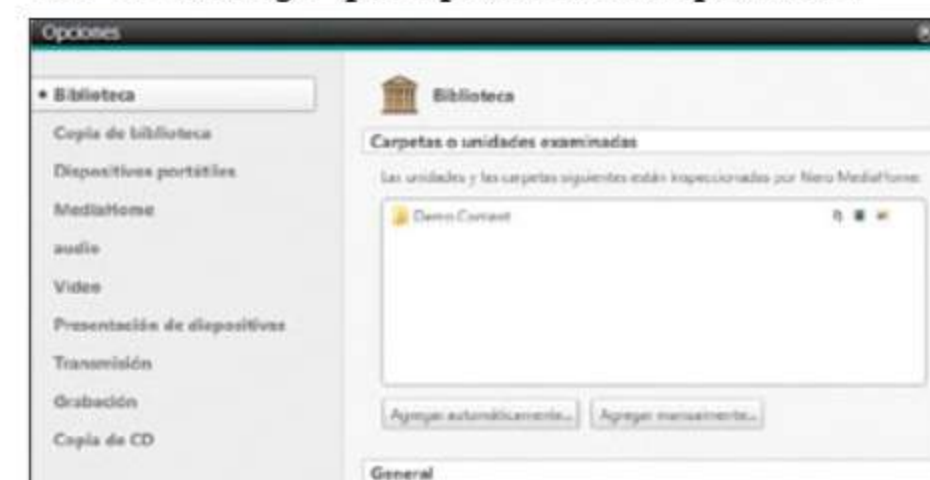 Opciones
Biblioteca
Copia de biblioteca
Dispositivos portátiles
MediaHome
audio
Video
Presentación de diapositivas
Transmisión
Grabación
Copia de CD
Biblioteca
Carpetas o unidades examinadas
Las unidades y las carpetas siguientes están inspeccionadas por Nero MediaHome:
Demo Content
Agregar automáticamente...
Agregar manualmente...
General